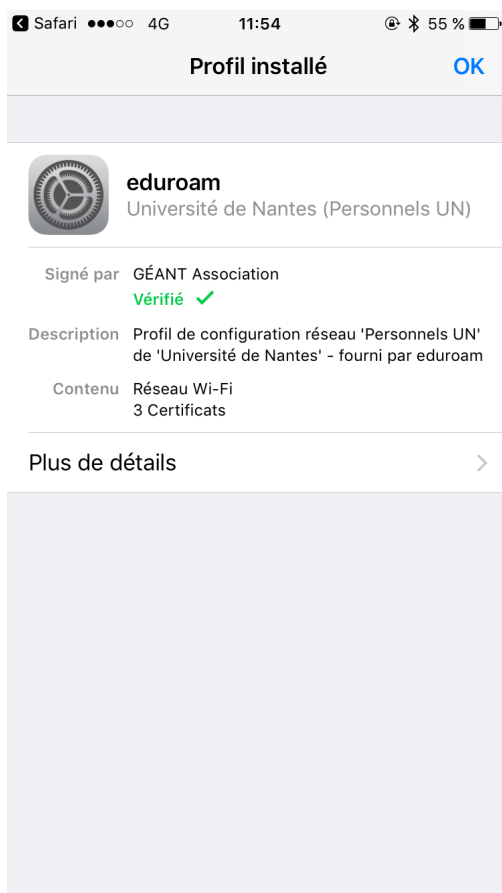 Safari 4G 11:54 55 %
Profil installé OK
eduroam
Université de Nantes (Personnels UN)
Signé par GÉANT Association
Vérifié
Description Profil de configuration réseau 'Personnels UN'
de 'Université de Nantes' - fourni par eduroam
Contenu Réseau Wi-Fi
3 Certificats
Plus de détails